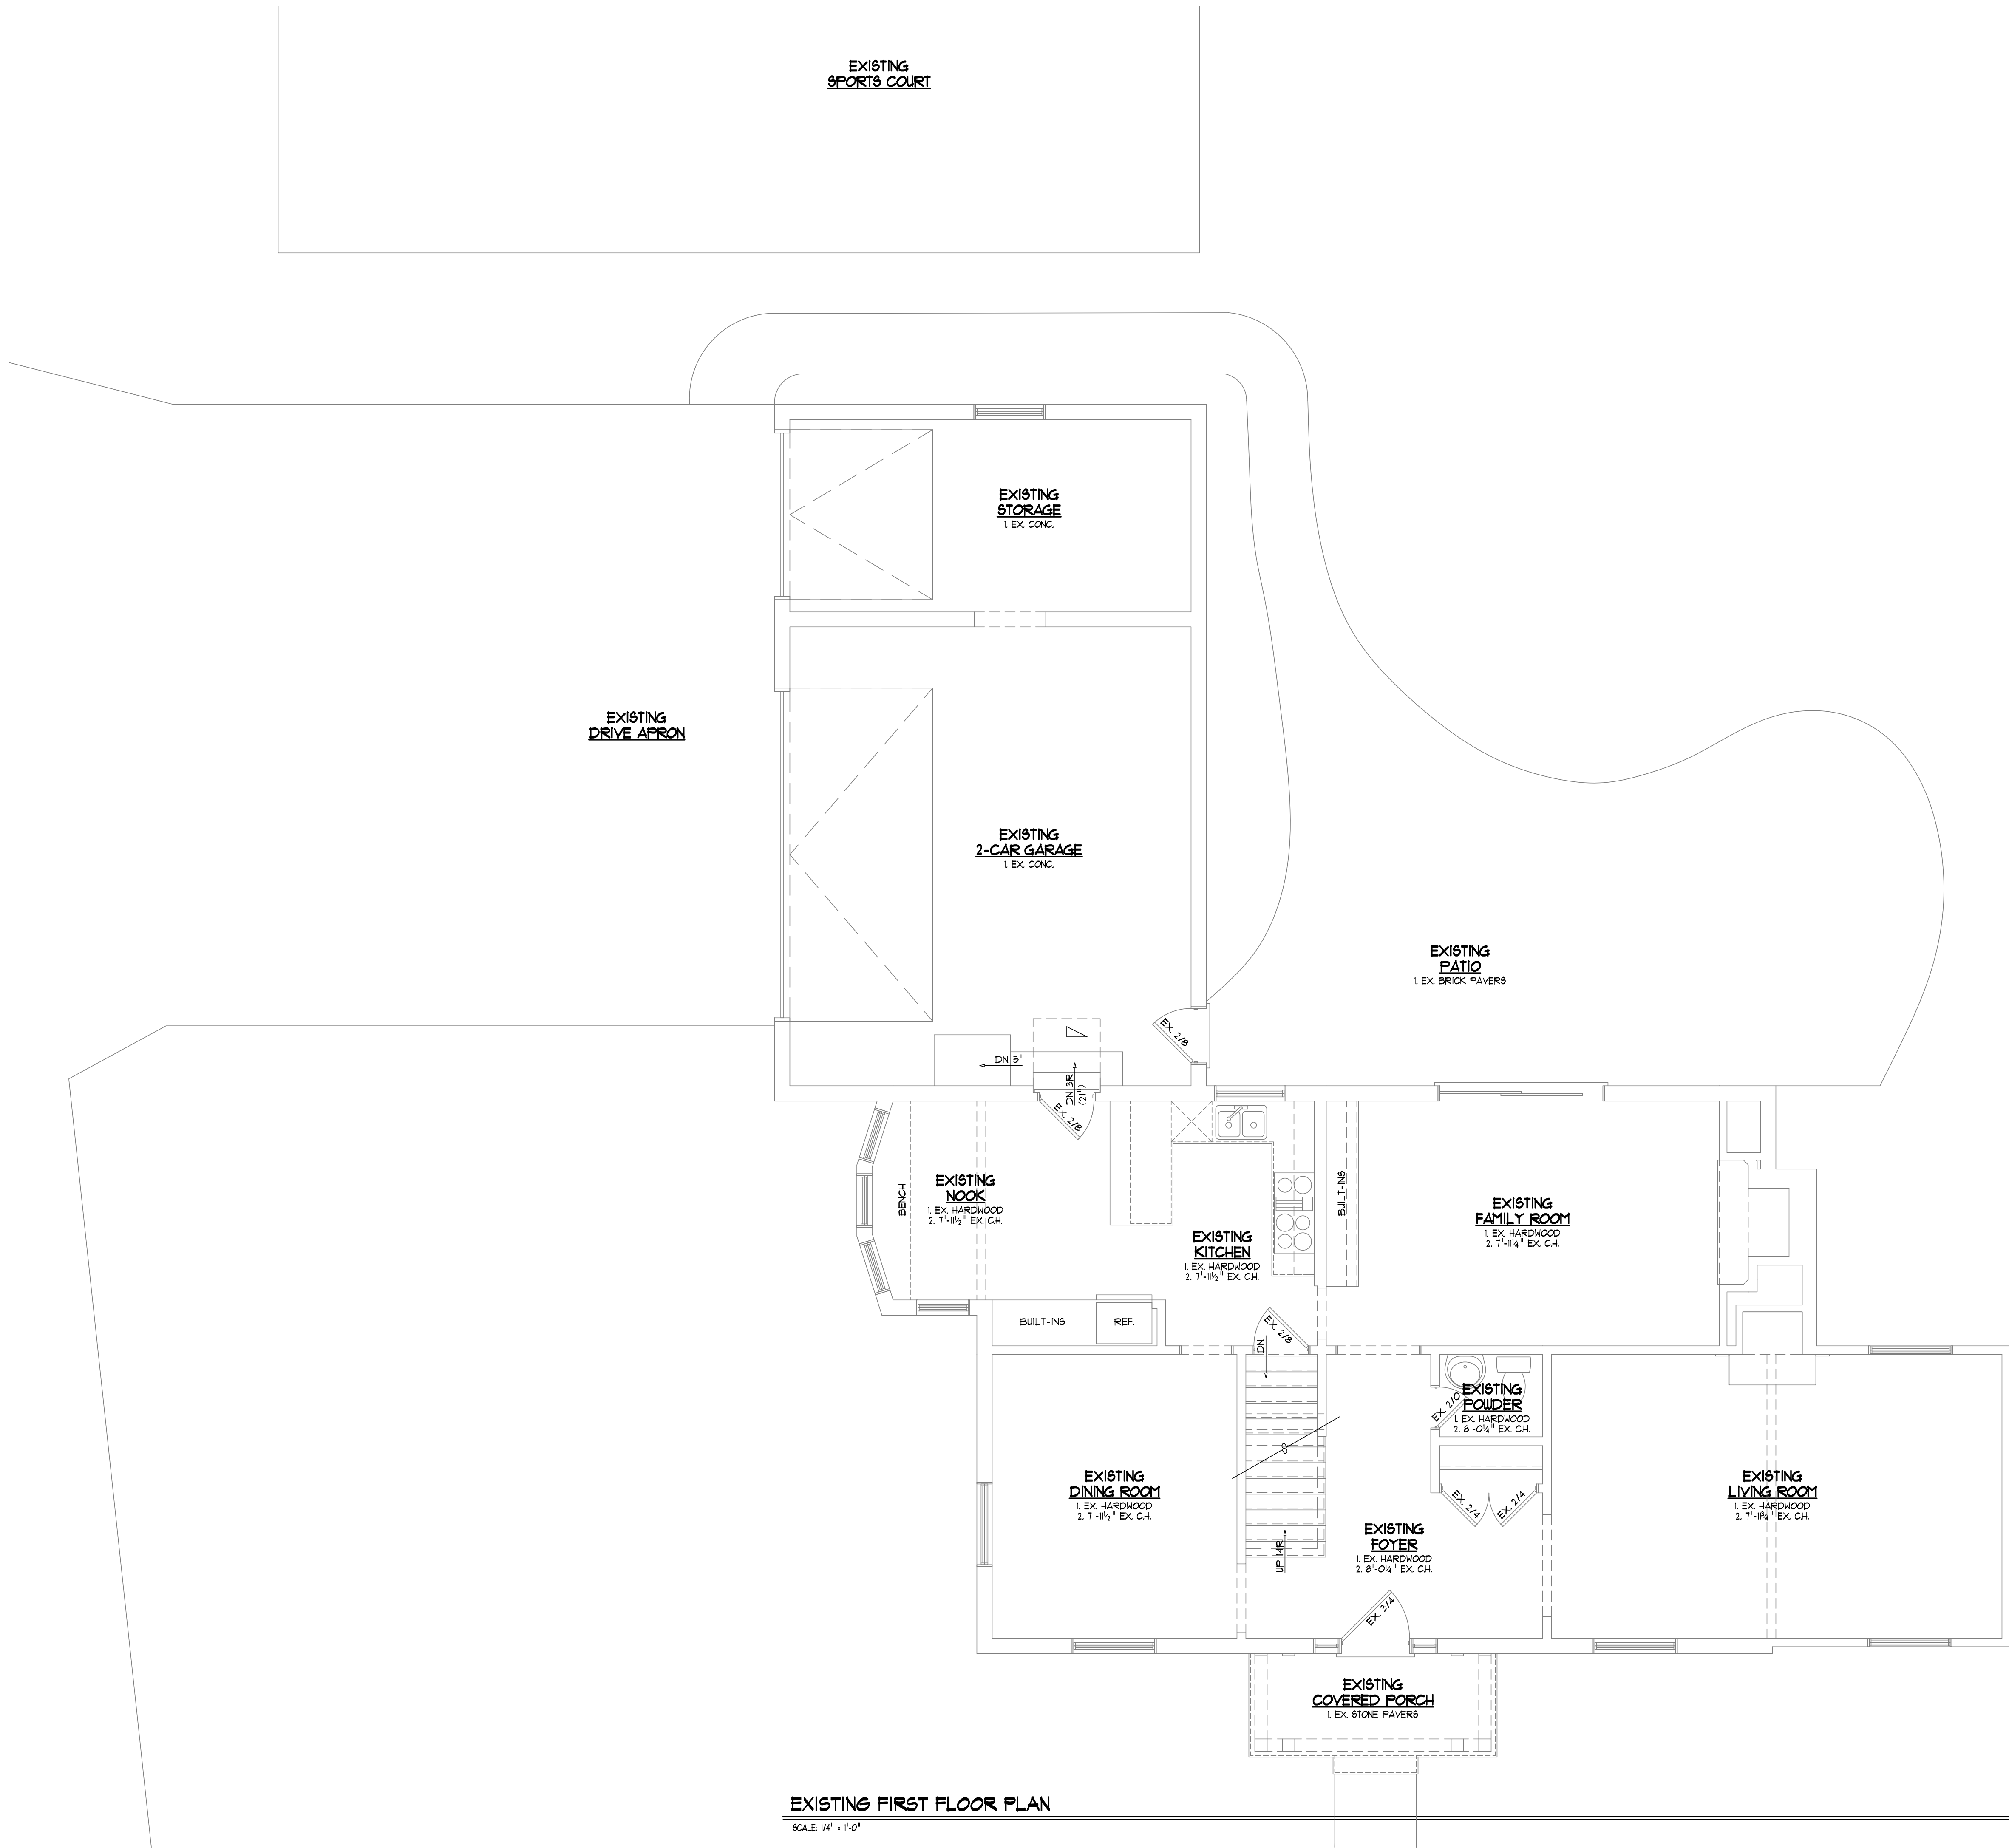 EXISTING
SPORTS COURT
EXISTING
STORAGE
1. EX. CONC.
EXISTING
DRIVE APRON
EXISTING
2-CAR GARAGE
1. EX. CONC.
EXISTING
PATIO
1. EX. BRICK PAVERS
EX. 2/8
DN 5"
DN 3R
(21")
EX. 2/8
BENCH
EXISTING
NOOK
1. EX. HARDWOOD
2. 7'-11½" EX. C.H.
EXISTING
KITCHEN
1. EX. HARDWOOD
2. 7'-11½" EX. C.H.
BUILT-INS
EXISTING
FAMILY ROOM
1. EX. HARDWOOD
2. 7'-11¼" EX. C.H.
BUILT-INS
REF.
EX. 2/8
DN
EXISTING
POWDER
1. EX. HARDWOOD
2. 8'-0¼" EX. C.H.
EX. 2/0
EXISTING
DINING ROOM
1. EX. HARDWOOD
2. 7'-11½" EX. C.H.
UP 14R
EX. 2/4
EX. 2/4
EXISTING
FOYER
1. EX. HARDWOOD
2. 8'-0¼" EX. C.H.
EXISTING
LIVING ROOM
1. EX. HARDWOOD
2. 7'-11¾" EX. C.H.
EX. 3/4
EXISTING
COVERED PORCH
1. EX. STONE PAVERS
EXISTING FIRST FLOOR PLAN
SCALE: 1/4" = 1'-0"